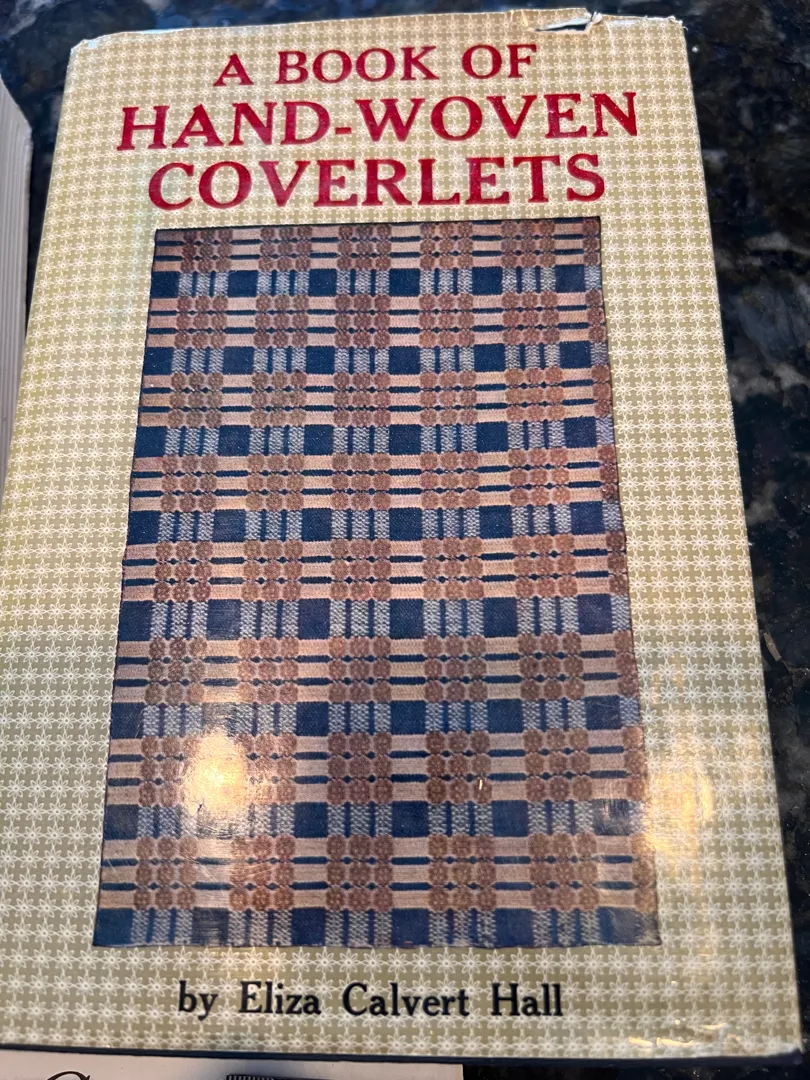 A BOOK OF
HAND-WOVEN
COVERLETS
by Eliza Calvert Hall